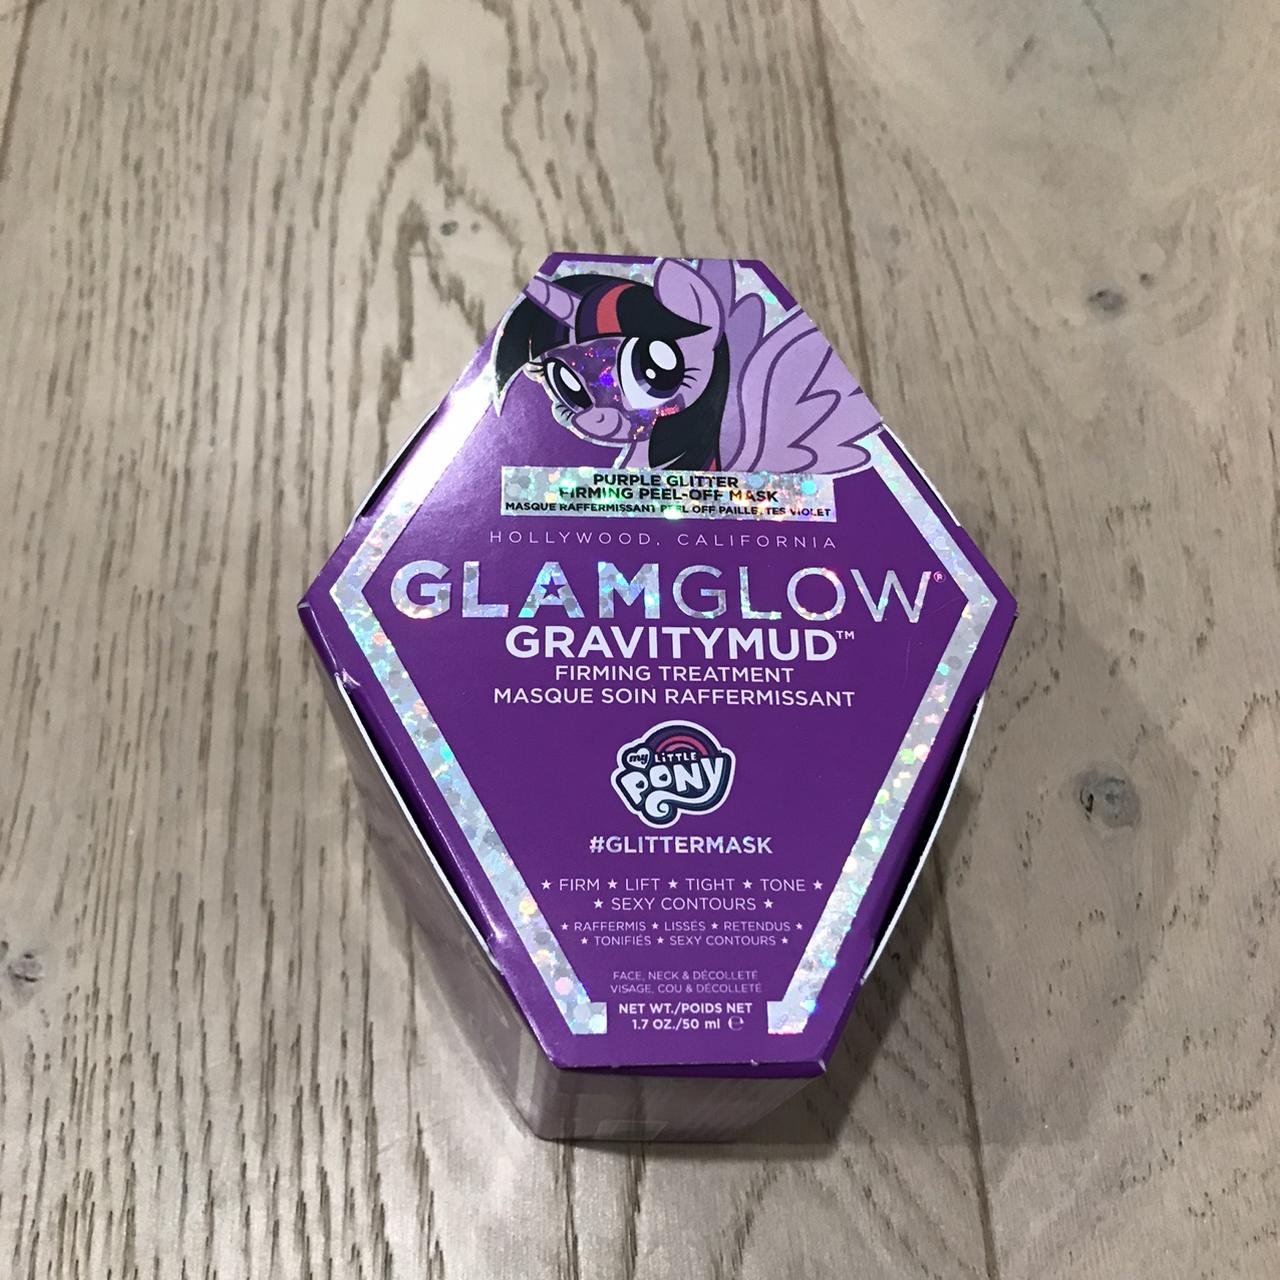 PURPLE GLITTER
FIRMING PEEL-OFF MASK
MASQUE RAFFERMISSANT PEEL OFF PAILLETTES VIOLET
HOLLYWOOD, CALIFORNIA
GLAMGLOW®
GRAVITYMUD™
FIRMING TREATMENT
MASQUE SOIN RAFFERMISSANT
my LITTLE
PONY
#GLITTERMASK
★ FIRM ★ LIFT ★ TIGHT ★ TONE ★
★ SEXY CONTOURS ★
★ RAFFERMIS ★ LISSÉS ★ RETENDUS ★
★ TONIFIÉS ★ SEXY CONTOURS ★
FACE, NECK & DÉCOLLETÉ
VISAGE, COU & DÉCOLLETÉ
NET WT./POIDS NET
1.7 OZ./50 ml ℮